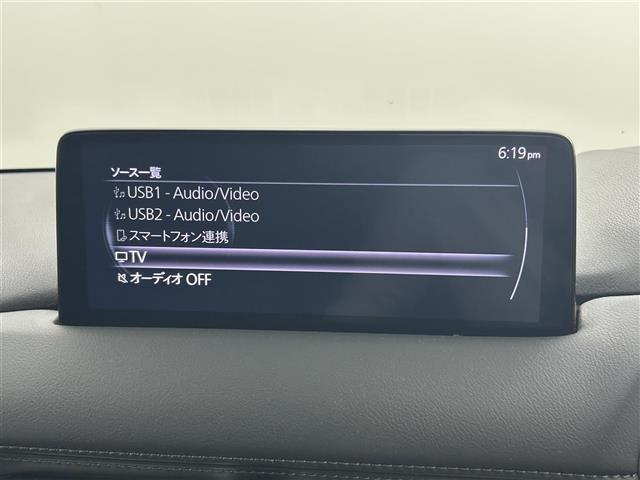 6:19pm
ソース一覧
USB1 - Audio/Video
USB2 - Audio/Video
スマートフォン連携
TV
オーディオ OFF